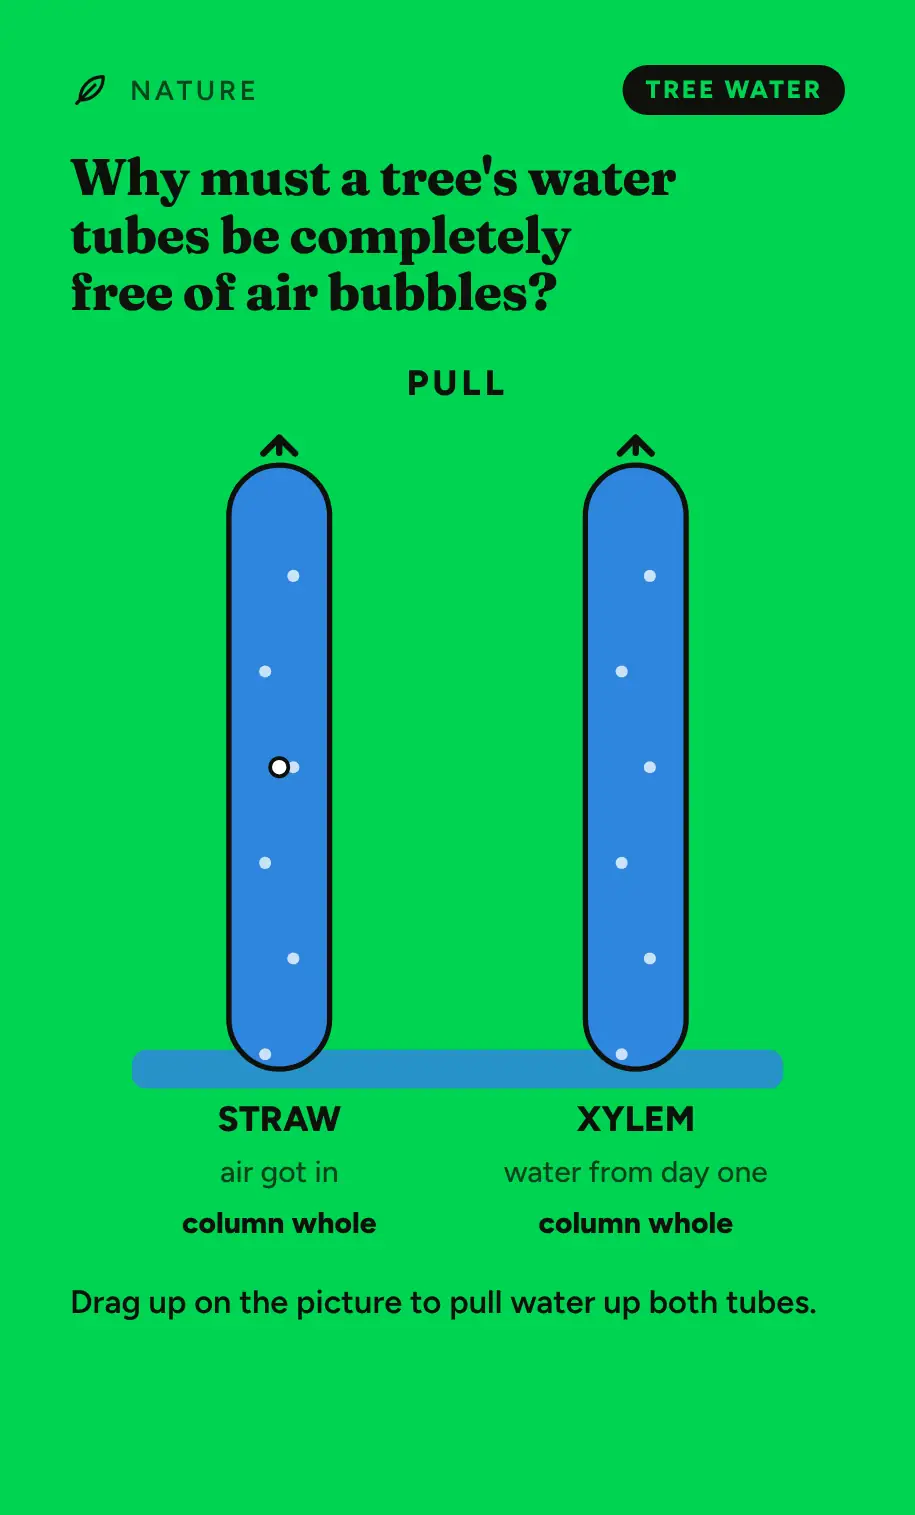 NATURE
TREE WATER
Why must a tree's water
tubes be completely
free of air bubbles?
PULL
STRAW
XYLEM
air got in
water from day one
column whole
column whole
Drag up on the picture to pull water up both tubes.